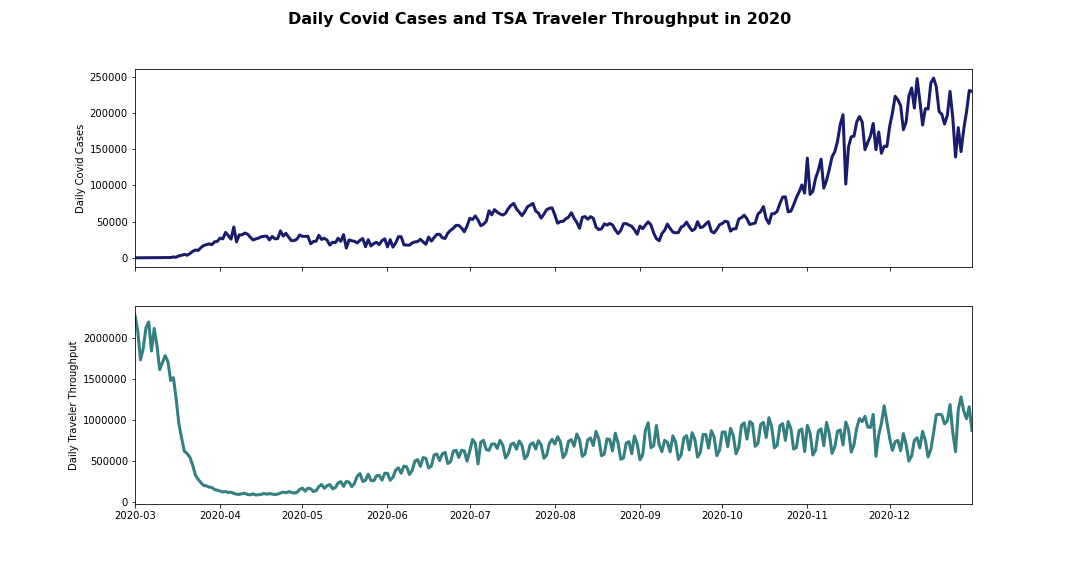 Daily Covid Cases and TSA Traveler Throughput in 2020
Daily Covid Cases
250000
200000
150000
100000
50000
0
Daily Traveler Throughput
2000000
1500000
1000000
500000
0
2020-03 2020-04 2020-05 2020-06 2020-07 2020-08 2020-09 2020-10 2020-11 2020-12